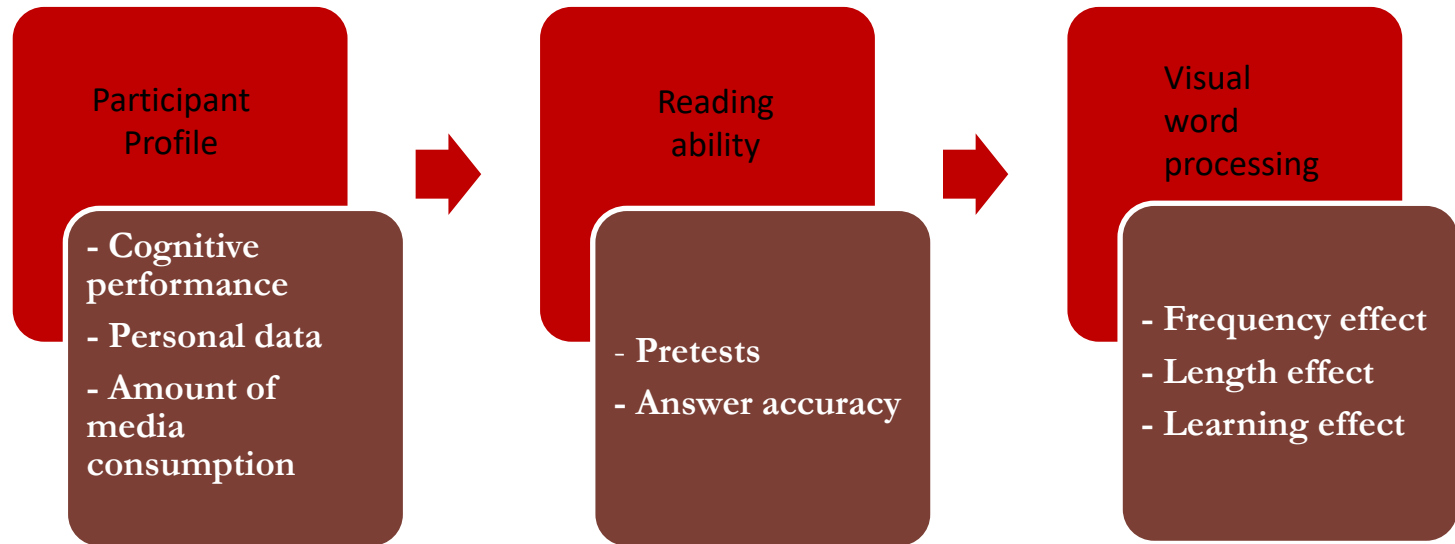 Participant
Profile
- Cognitive
performance
- Personal data
- Amount of
media
consumption
Reading
ability
- Pretests
- Answer accuracy
Visual
word
processing
- Frequency effect
- Length effect
- Learning effect